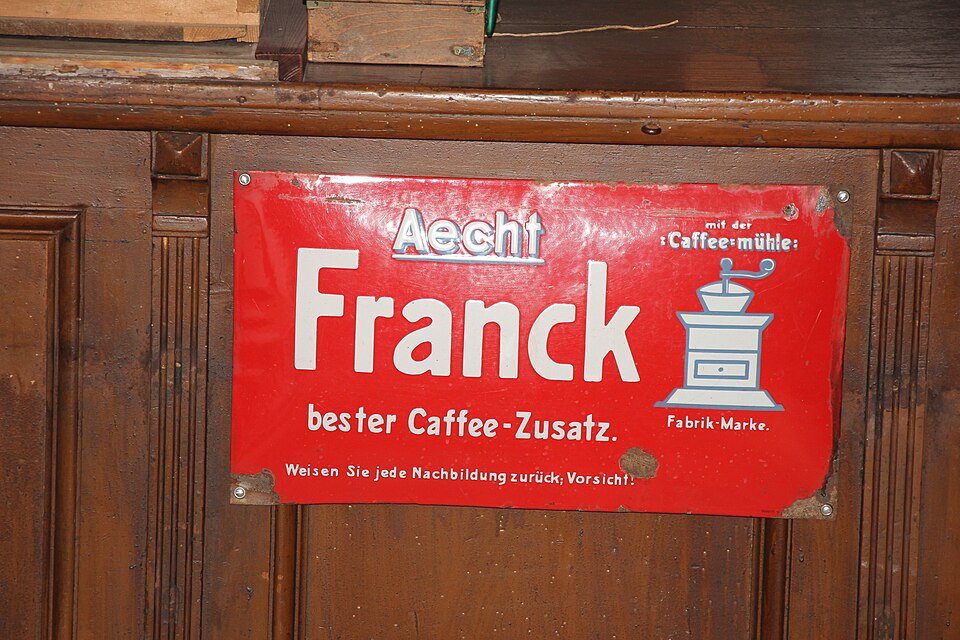 Aecht
Franck
bester Caffee-Zusatz.
Weisen Sie jede Nachbildung zurück, Vorsicht!
mit der
:Caffee=mühle:
Fabrik-Marke.